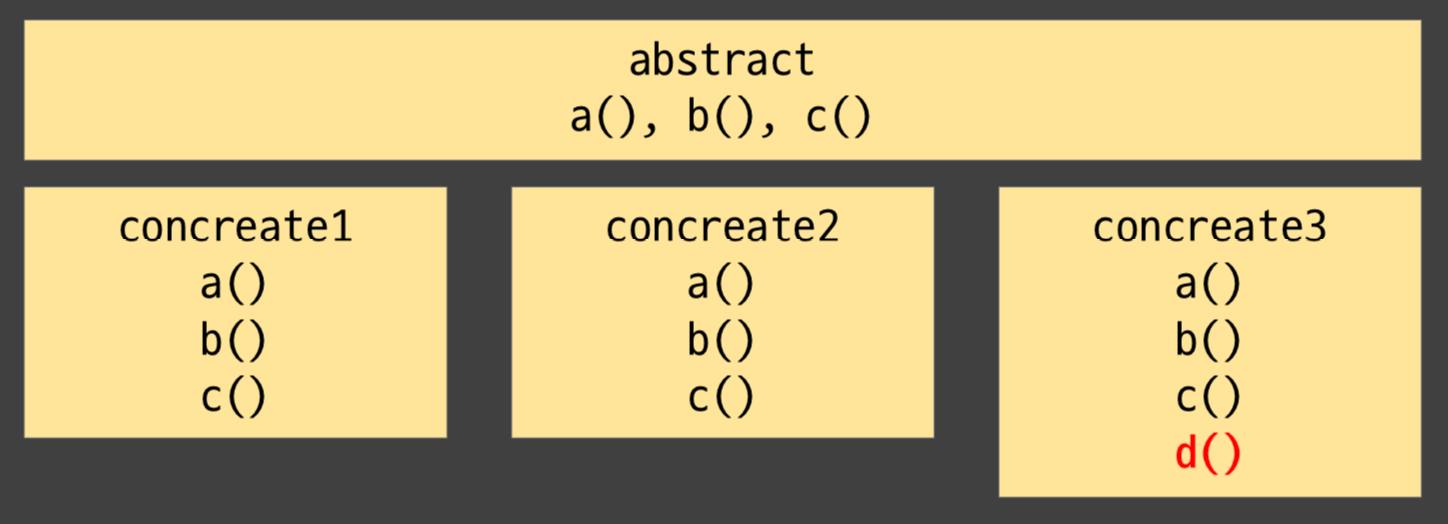 abstract
a(), b(), c()
concreate1
a()
b()
c()
concreate2
a()
b()
c()
concreate3
a()
b()
c()
d()